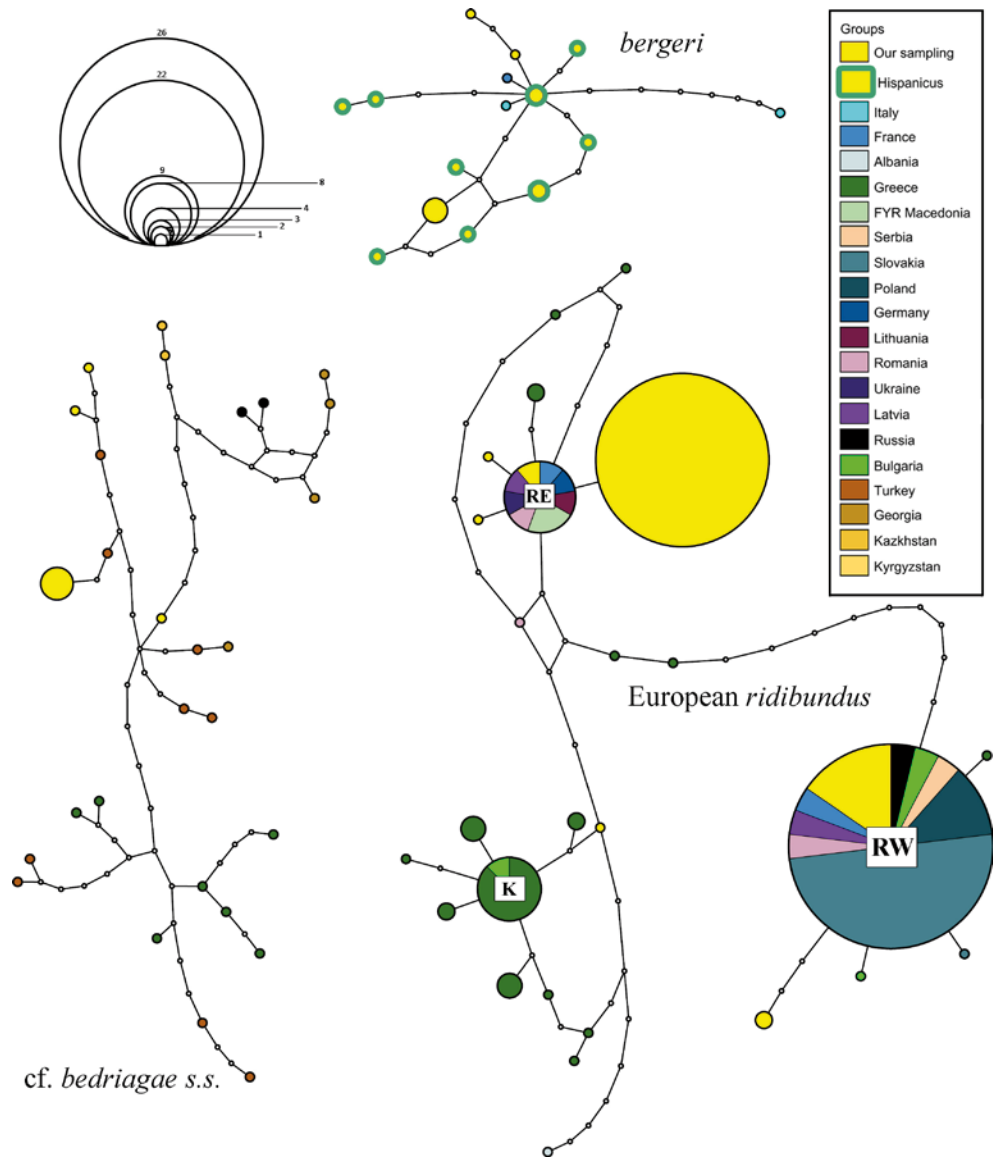 26
22
9
8
4
3
2
1
bergeri
Groups
Our sampling
Hispanicus
Italy
France
Albania
Greece
FYR Macedonia
Serbia
Slovakia
Poland
Germany
Lithuania
Romania
Ukraine
Latvia
Russia
Bulgaria
Turkey
Georgia
Kazkhstan
Kyrgyzstan
RE
European ridibundus
RW
K
cf. bedriagae s.s.